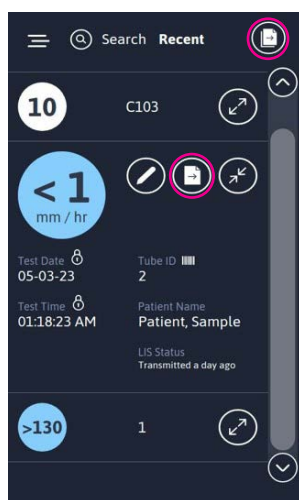 Search Recent
10 C103
< 1
mm / hr
Test Date Tube ID
05-03-23 2
Test Time Patient Name
01:18:23 AM Patient, Sample
LIS Status
Transmitted a day ago
>130 1